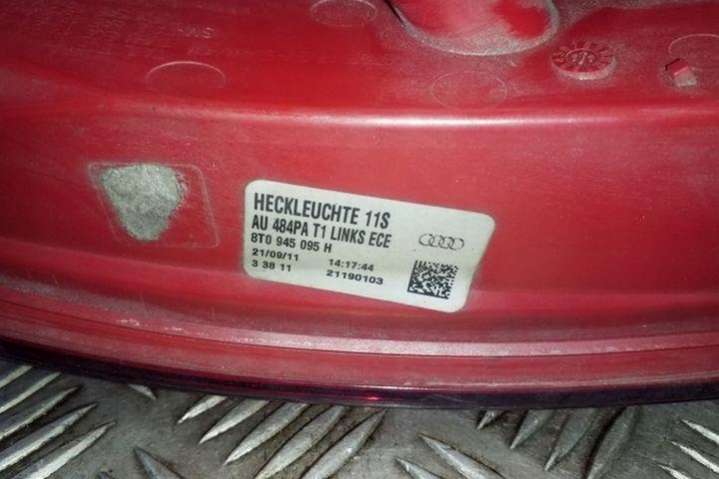 HECKLEUCHTE 11S
AU 484PA T1 LINKS ECE
8T0 945 095 H
21/09/11 14:17:44
3 38 11 21190103